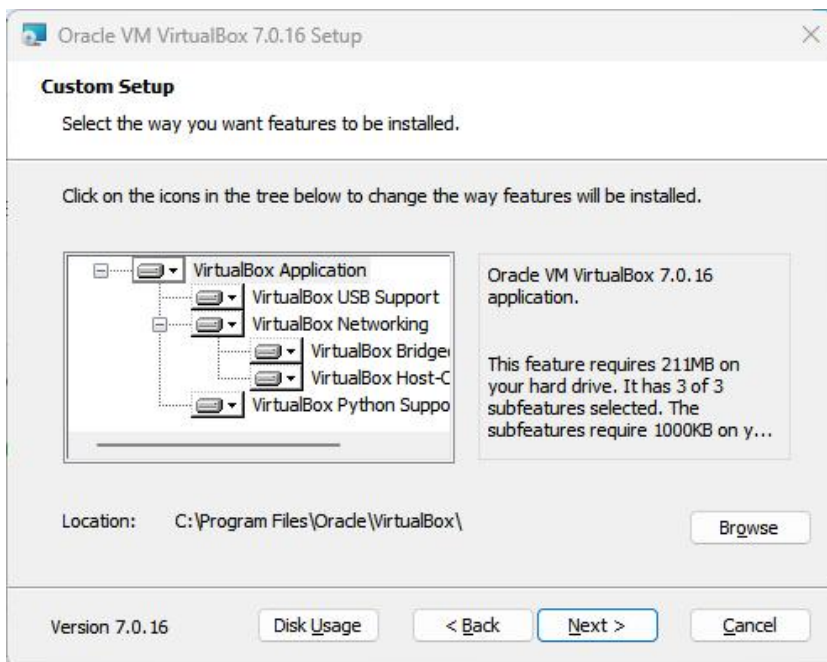 Oracle VM VirtualBox 7.0.16 Setup
Custom Setup
Select the way you want features to be installed.
Click on the icons in the tree below to change the way features will be installed.
VirtualBox Application
VirtualBox USB Support
VirtualBox Networking
VirtualBox Bridge
VirtualBox Host-C
VirtualBox Python Suppo
Oracle VM VirtualBox 7.0.16
application.
This feature requires 211MB on
your hard drive. It has 3 of 3
subfeatures selected. The
subfeatures require 1000KB on y...
Location: C:\Program Files\Oracle\VirtualBox\
Browse
Version 7.0.16 Disk Usage < Back Next > Cancel